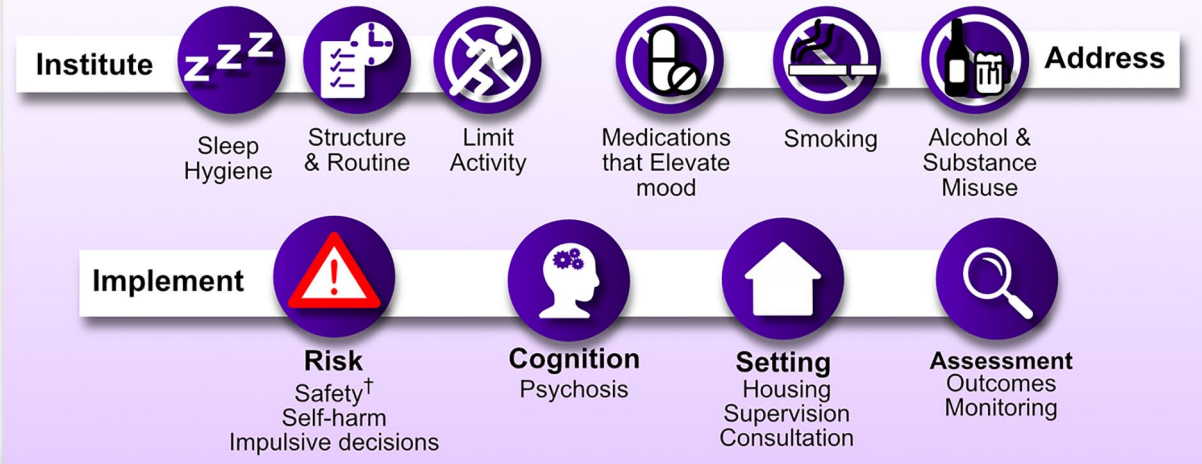 Institute
z z z
Sleep
Hygiene
Structure
& Routine
Limit
Activity
Medications
that Elevate
mood
Smoking
Alcohol &
Substance
Misuse
Address
Implement
!
Risk
Safety†
Self-harm
Impulsive decisions
Cognition
Psychosis
Setting
Housing
Supervision
Consultation
Assessment
Outcomes
Monitoring